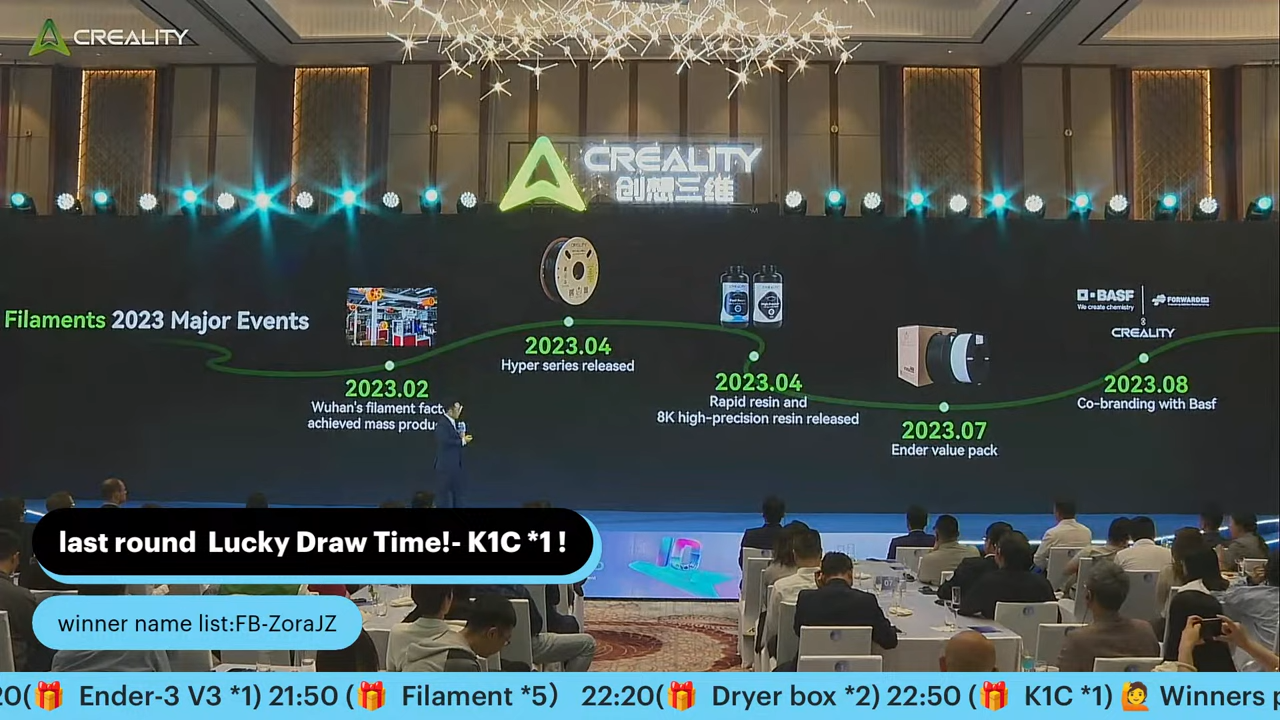 CREALITY
CREALITY
创想三维
Filaments 2023 Major Events
2023.02
Wuhan's filament fact
achieved mass produ
2023.04
Hyper series released
2023.04
Rapid resin and
8K high-precision resin released
2023.07
Ender value pack
BASF
We create chemistry
FORWARD
CREALITY
2023.08
Co-branding with Basf
last round Lucky Draw Time!- K1C *1 !
winner name list:FB-ZoraJZ
20(🎁 Ender-3 V3 *1) 21:50 (🎁 Filament *5) 22:20(🎁 Dryer box *2) 22:50 (🎁 K1C *1) 🙋 Winners p